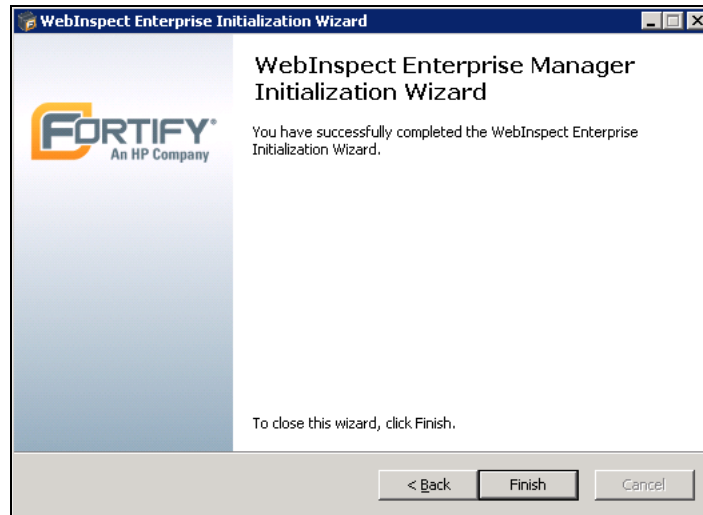 WebInspect Enterprise Initialization Wizard
WebInspect Enterprise Manager
Initialization Wizard
You have successfully completed the WebInspect Enterprise
Initialization Wizard.
FORTIFY®
An HP Company
To close this wizard, click Finish.
< Back
Finish
Cancel